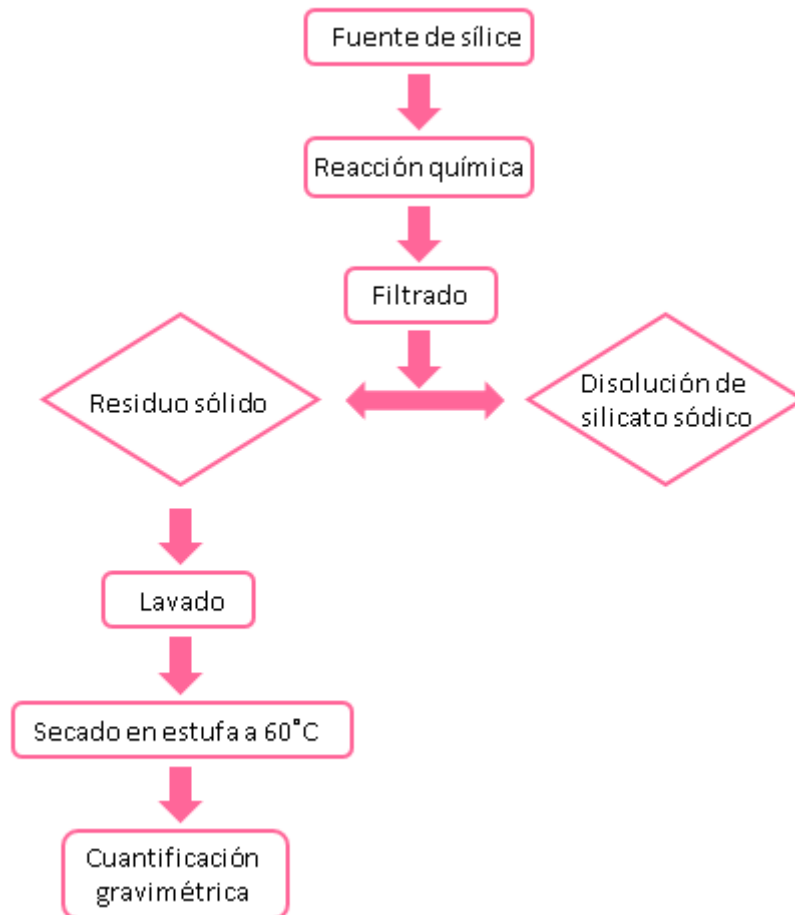 Fuente de sílice
Reacción química
Filtrado
Residuo sólido
Disolución de
silicato sódico
Lavado
Secado en estufa a 60°C
Cuantificación
gravimétrica